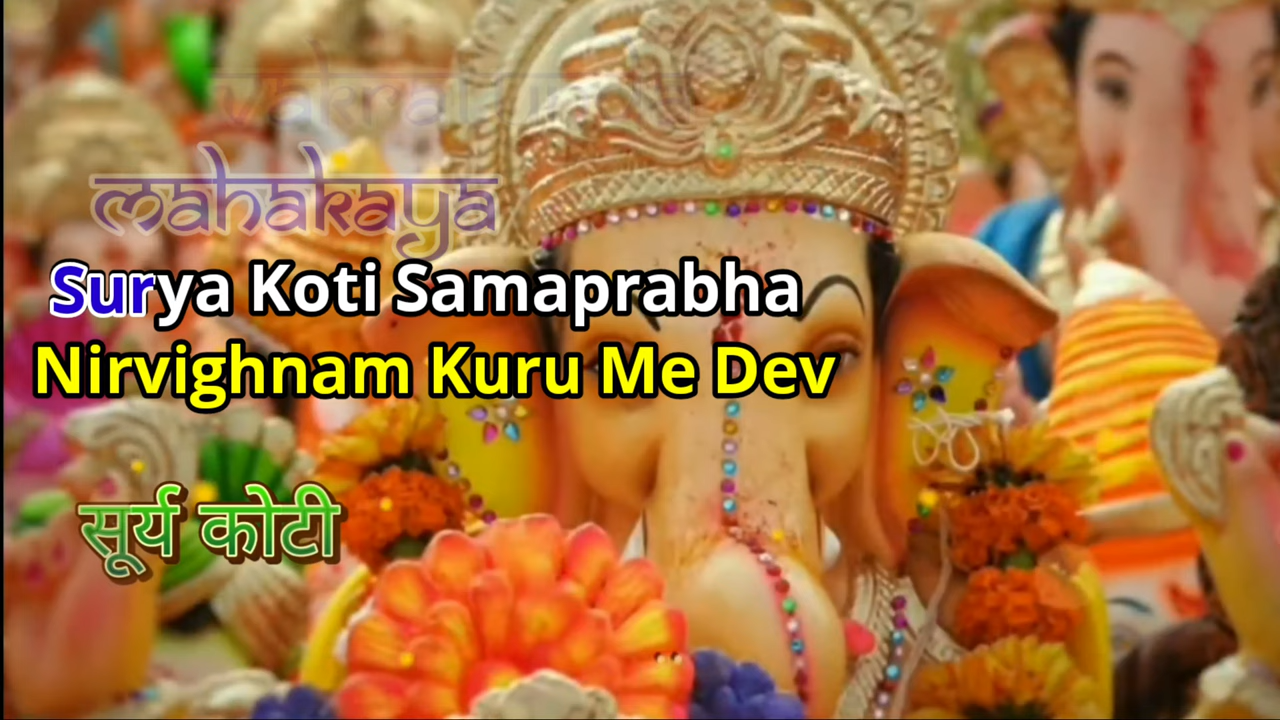 mahakaya
Surya Koti Samaprabha
Nirvighnam Kuru Me Dev
सूर्य कोटी